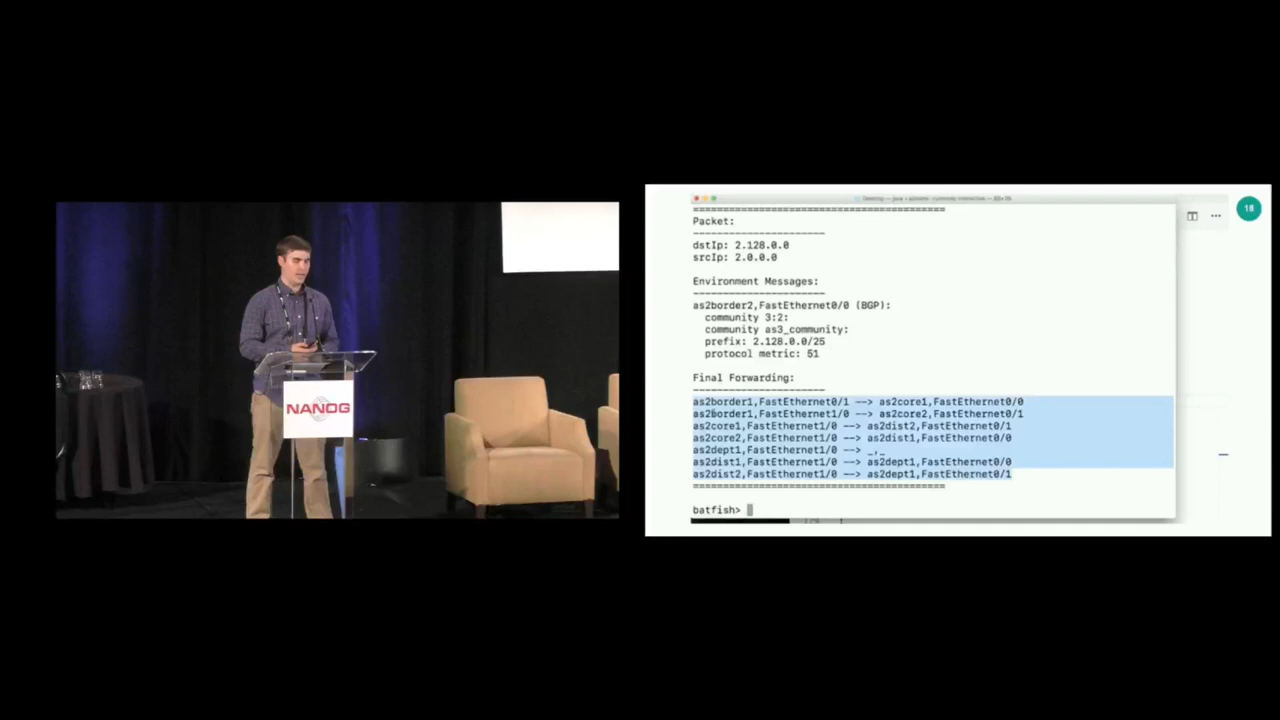 NANOG
==========================================
Packet:
----------------------
dstIp: 2.128.0.0
srcIp: 2.0.0.0
Environment Messages:
----------------------
as2border2,FastEthernet0/0 (BGP):
community 3:2:
community as3_community:
prefix: 2.128.0.0/25
protocol metric: 51
Final Forwarding:
----------------------
as2border1,FastEthernet0/1 --> as2core1,FastEthernet0/0
as2border1,FastEthernet1/0 --> as2core2,FastEthernet0/1
as2core1,FastEthernet1/0 --> as2dist2,FastEthernet0/1
as2core2,FastEthernet1/0 --> as2dist1,FastEthernet0/0
as2dept1,FastEthernet1/0 --> _,_
as2dist1,FastEthernet1/0 --> as2dept1,FastEthernet0/0
as2dist2,FastEthernet1/0 --> as2dept1,FastEthernet0/1
==========================================
batfish>
18